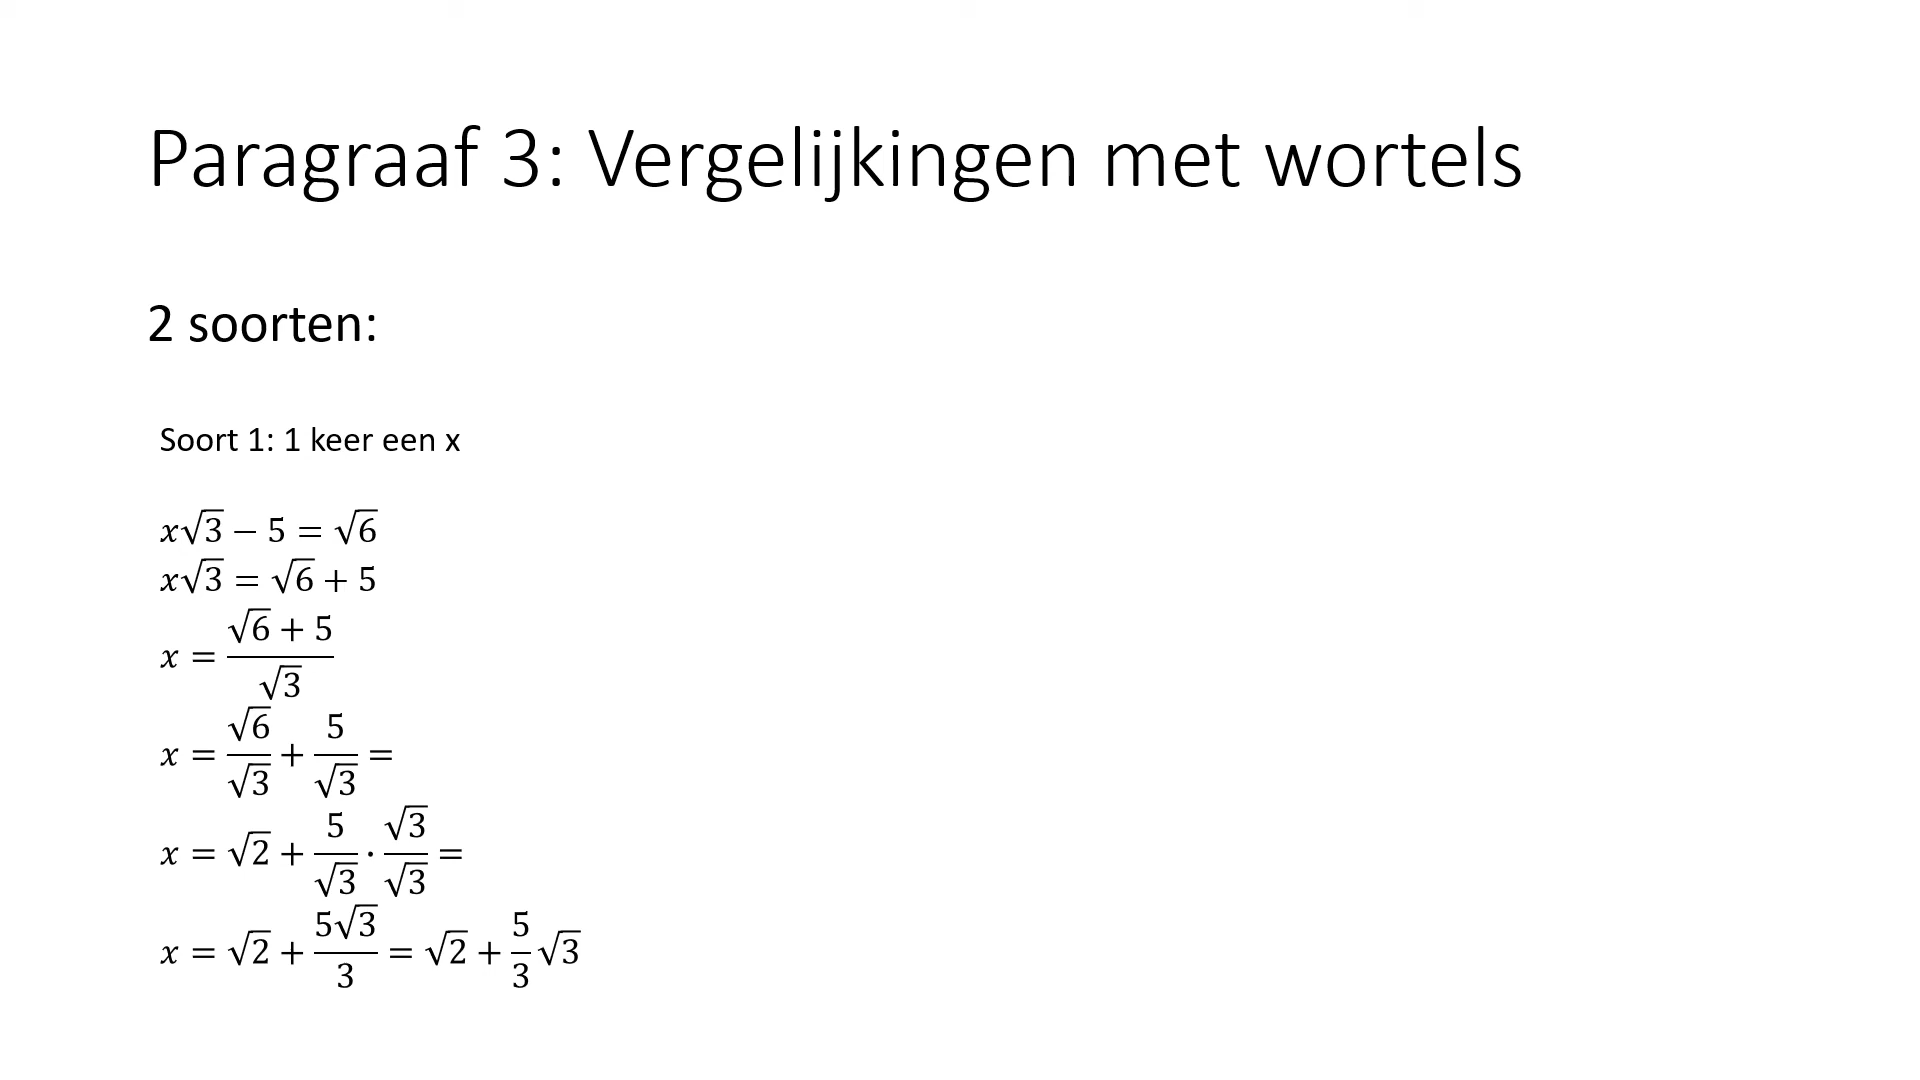 Paragraaf 3: Vergelijkingen met wortels
2 soorten:
Soort 1: 1 keer een x
x√3 − 5 = √6
x√3 = √6 + 5
x = (√6 + 5)/√3
x = √6/√3 + 5/√3 =
x = √2 + 5/√3 · √3/√3 =
x = √2 + 5√3/3 = √2 + 5/3 √3